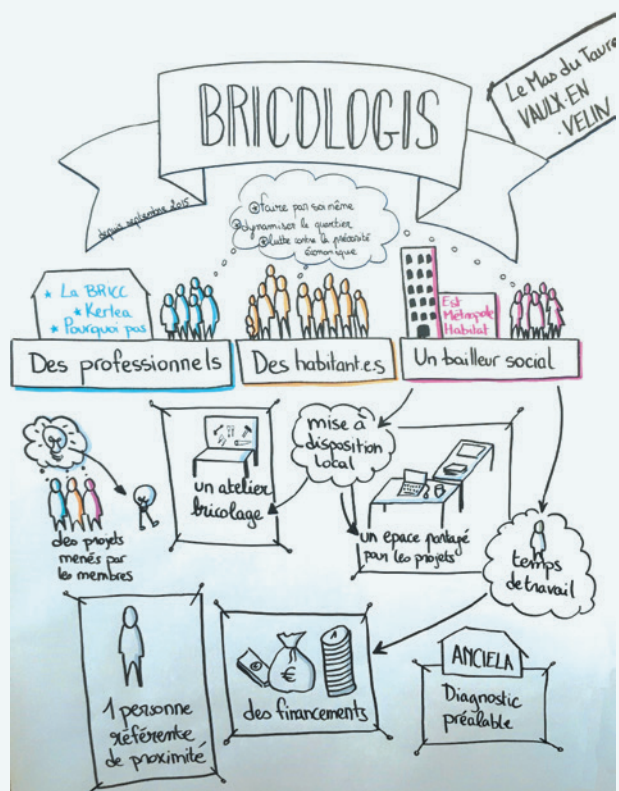 Le Mas du Taure
VAULX-EN
-VELIN
BRICOLOGIS
depuis septembre 2015
faire par soi même
dynamiser le quartier
lutte contre la précarité
économique
La BRICC
Kerlea
Pourquoi pas
Est
Métropole
Habitat
Des professionnels
Des habitant.e.s
Un bailleur social
mise à
disposition
local
un atelier
bricolage
un epace partagé
pour les projets
des projets
menés par
les membres
temps
de travail
1 personne
référente
de proximité
€
1
des financements
ANCIELA
Diagnostic
préalable